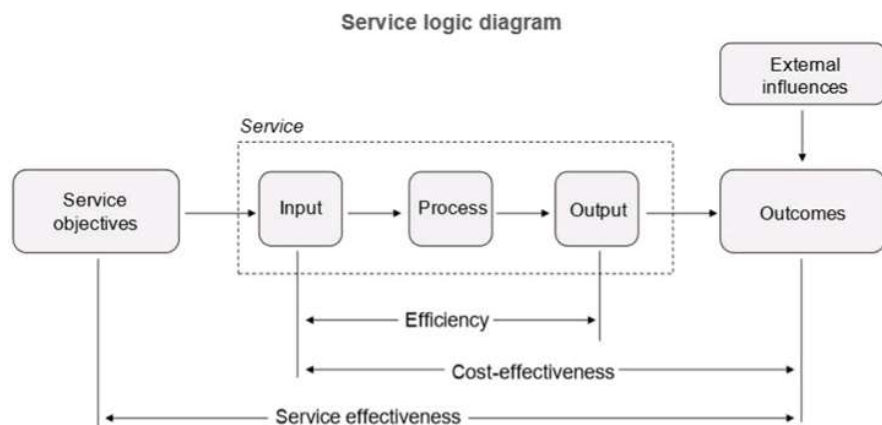 Service logic diagram
External
influences
Service
Service
objectives
Input
Process
Output
Outcomes
Efficiency
Cost-effectiveness
Service effectiveness